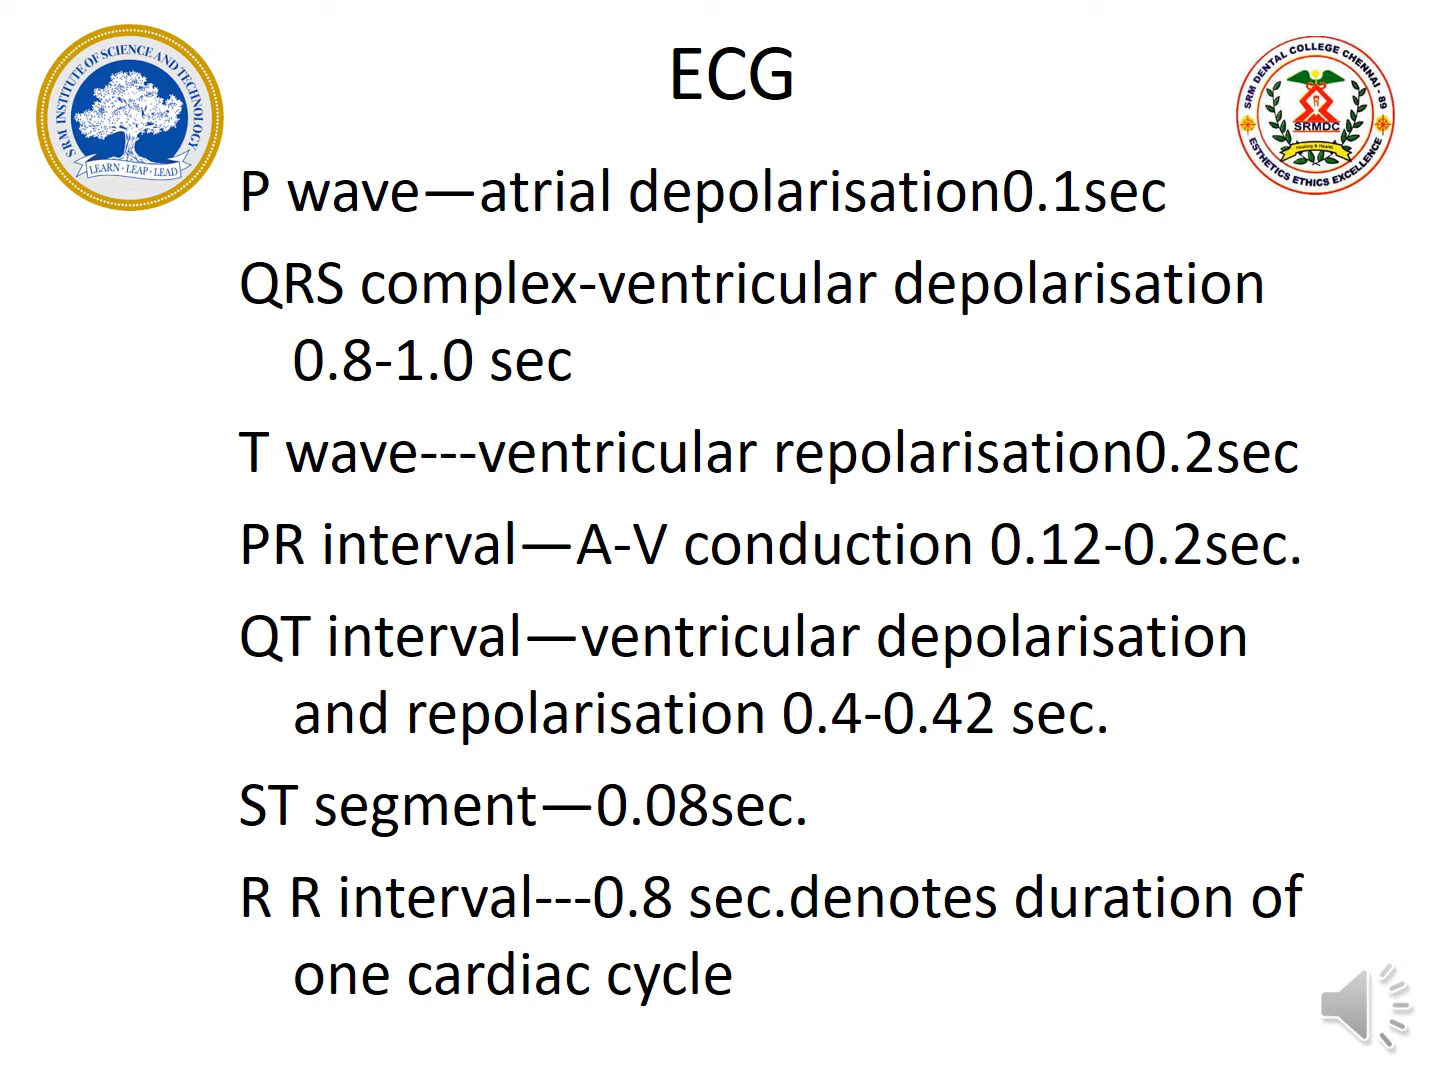 ECG
SRM INSTITUTE OF SCIENCE AND TECHNOLOGY
LEARN · LEAP · LEAD
SRM DENTAL COLLEGE CHENNAI - 89
SRMDC
Healing & Health
ESTHETICS ETHICS EXCELLENCE
P wave—atrial depolarisation0.1sec
QRS complex-ventricular depolarisation
0.8-1.0 sec
T wave---ventricular repolarisation0.2sec
PR interval—A-V conduction 0.12-0.2sec.
QT interval—ventricular depolarisation
and repolarisation 0.4-0.42 sec.
ST segment—0.08sec.
R R interval---0.8 sec.denotes duration of
one cardiac cycle